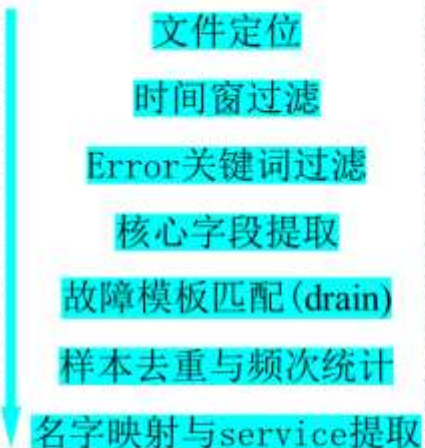 文件定位
时间窗过滤
Error关键词过滤
核心字段提取
故障模板匹配(drain)
样本去重与频次统计
名字映射与service提取